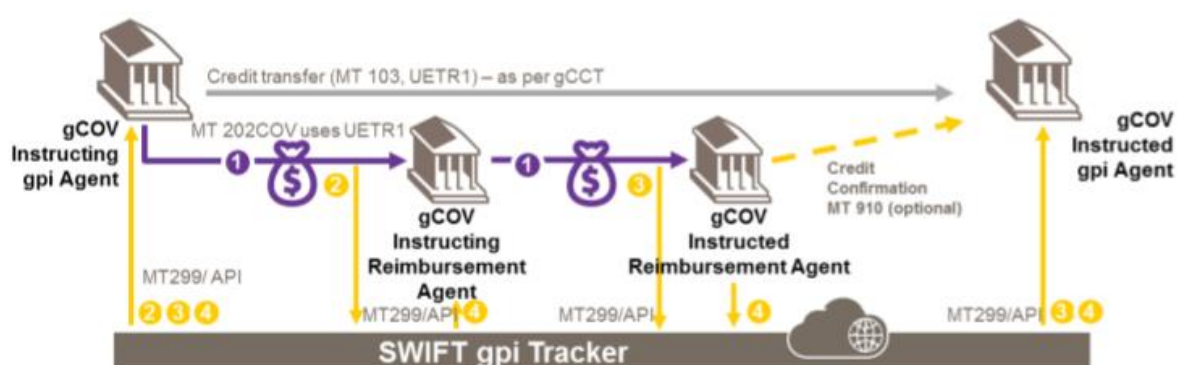 Credit transfer (MT 103, UETR1) – as per gCCT
gCOV
Instructing
gpi Agent
MT 202COV uses UETR1
1
$
2
1
$
3
gCOV
Instructing
Reimbursement
Agent
gCOV
Instructed
Reimbursement Agent
Credit
Confirmation
MT 910 (optional)
gCOV
Instructed
gpi Agent
MT299/ API
2 3 4
MT299/API
4
MT299/API
4
MT299/API
3 4
SWIFT gpi Tracker